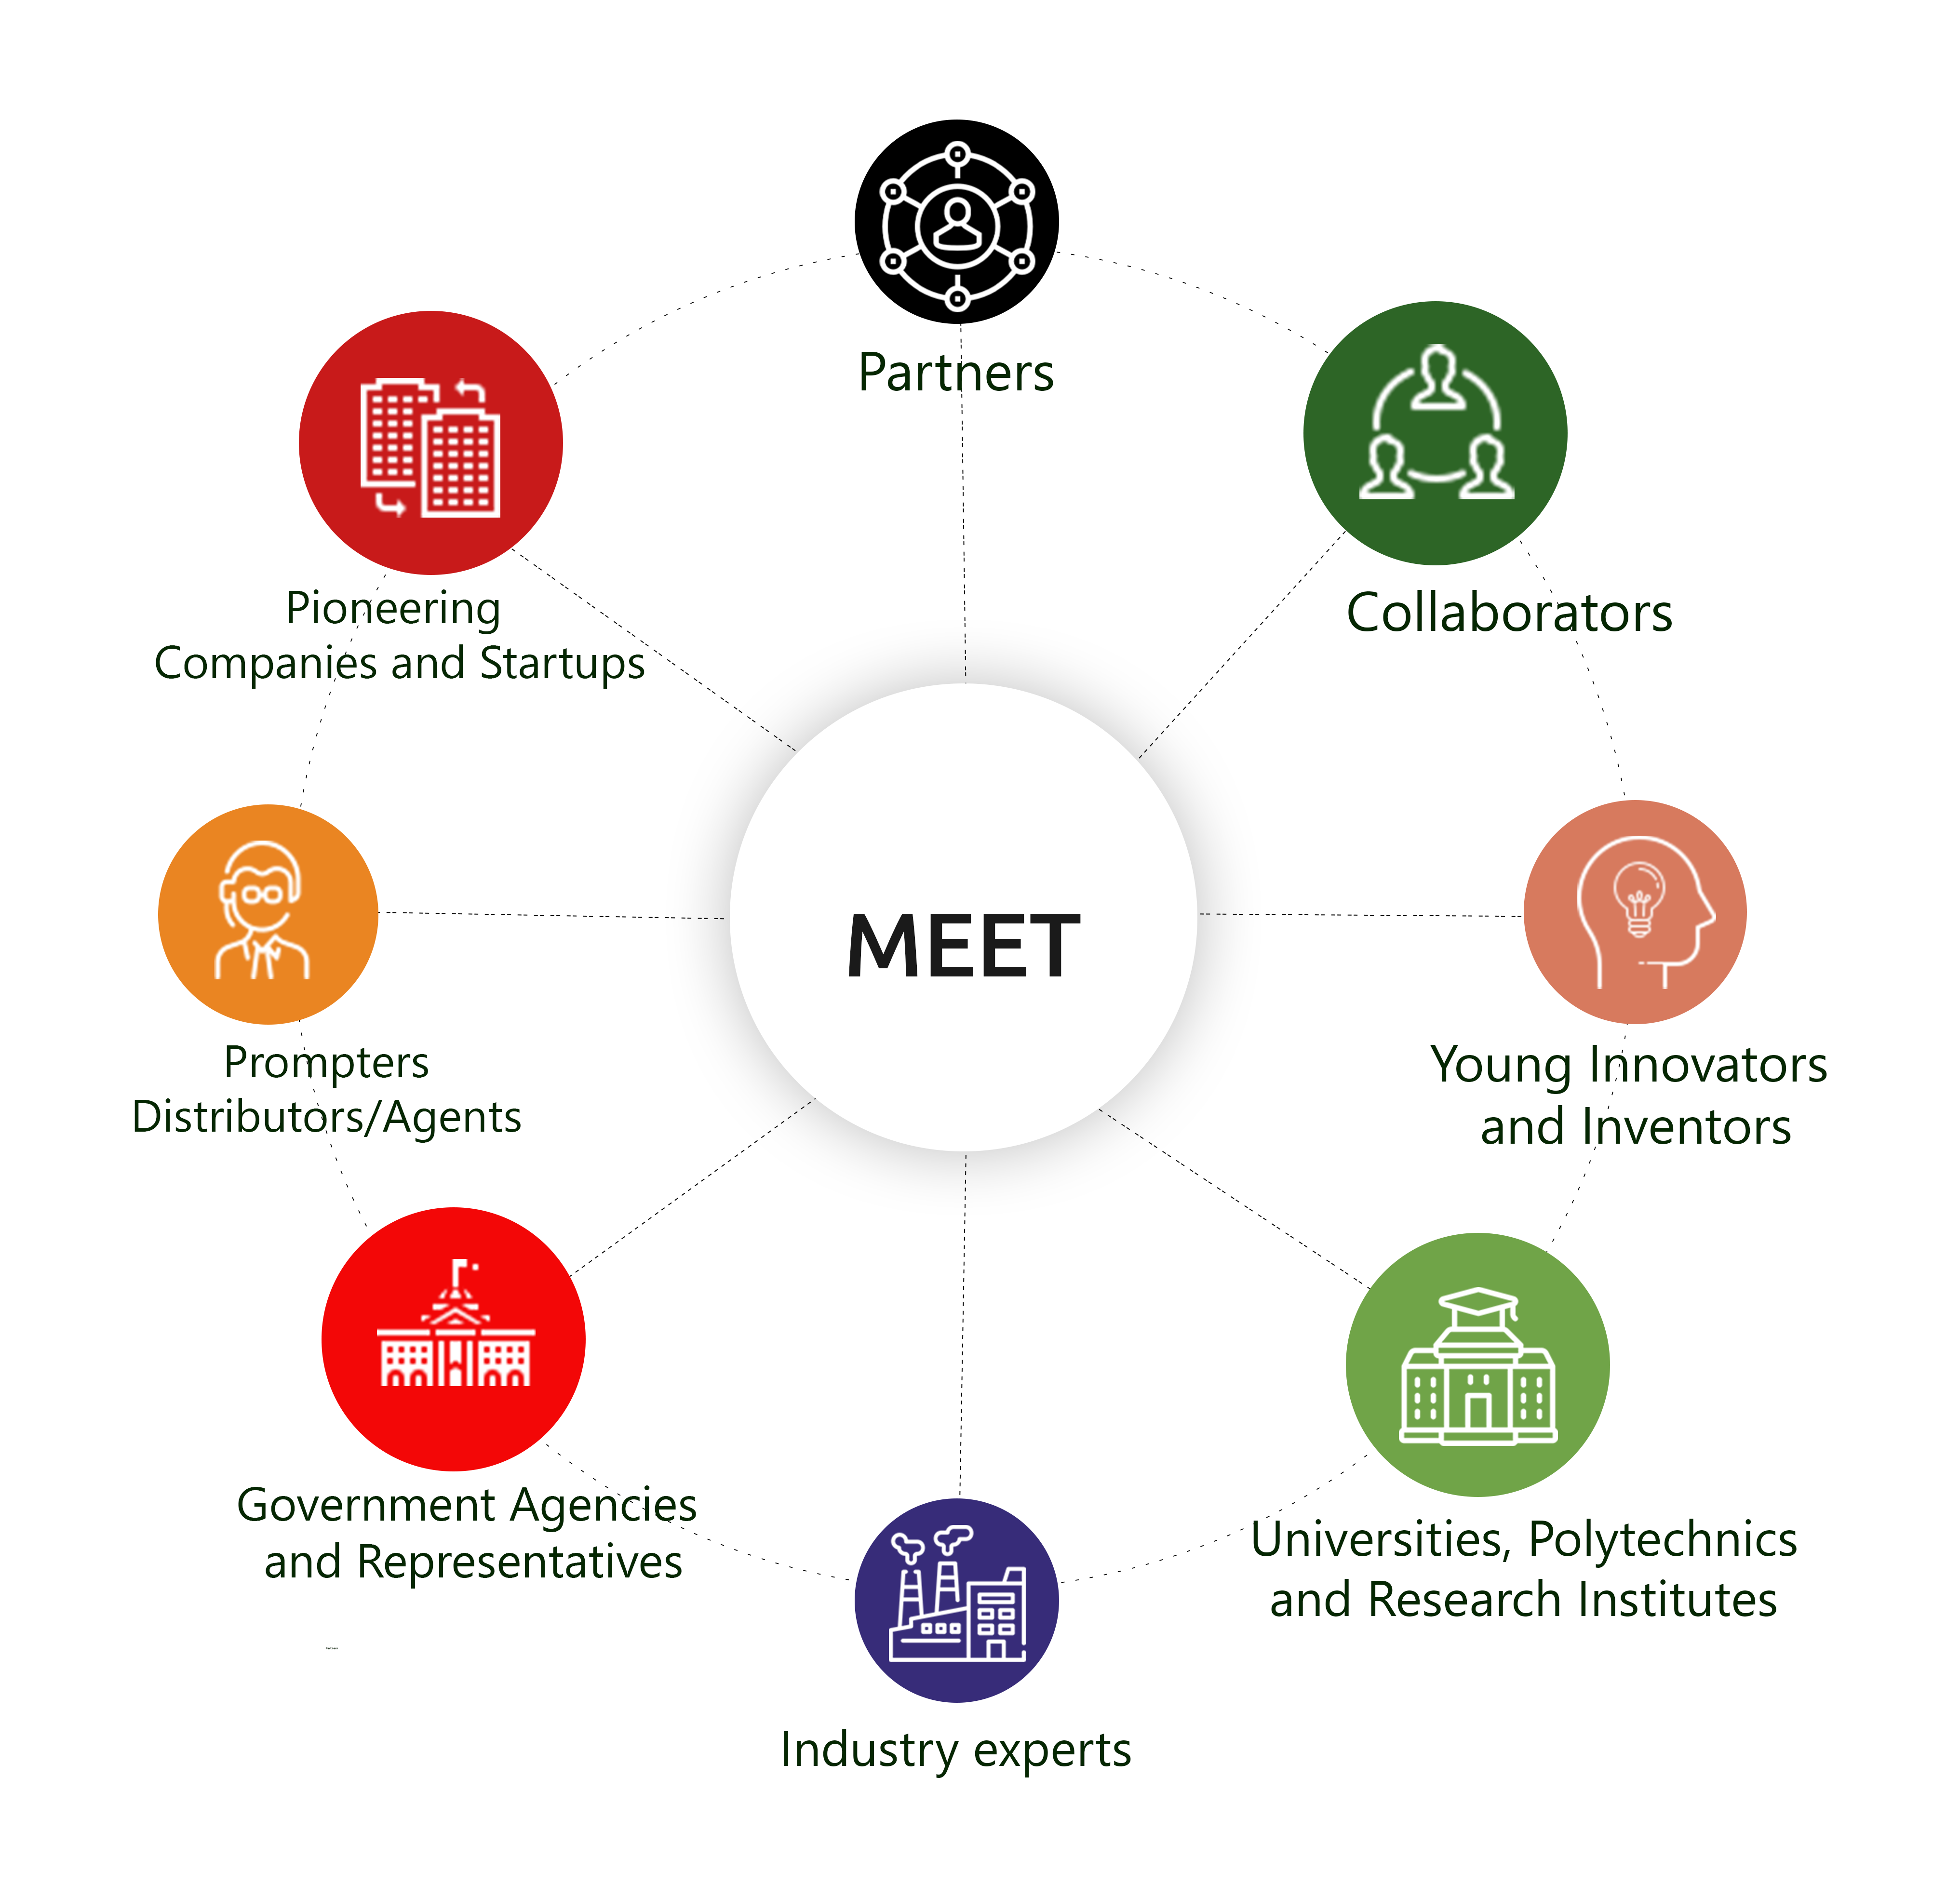 Partners
Collaborators
Pioneering
Companies and Startups
MEET
Prompters
Distributors/Agents
Young Innovators
and Inventors
Government Agencies
and Representatives
Universities, Polytechnics
and Research Institutes
Partners
Industry experts